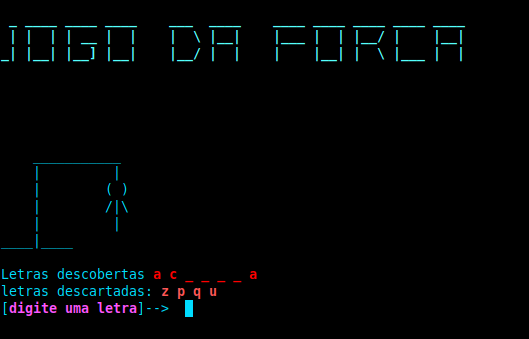 JOGO DA FORCA
Letras descobertas a c _ _ _ _ a
letras descartadas: z p q u
[digite uma letra]-->